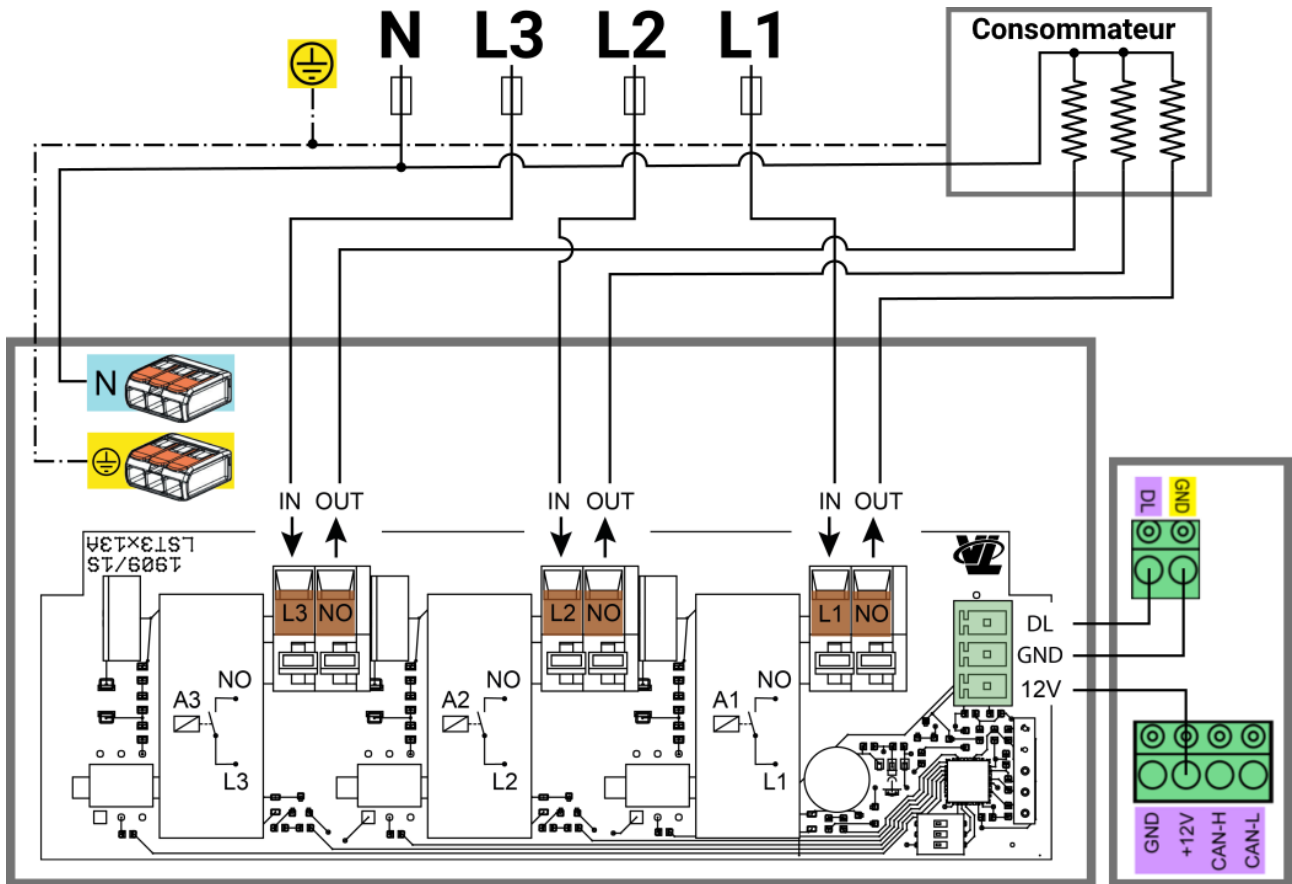 N L3 L2 L1
Consommateur
N
IN OUT
IN OUT
IN OUT
DL
GND
1909/1S
LST3x13A
TA
L3 NO
L2 NO
L1 NO
DL
GND
12V
NO
A3
L3
NO
A2
L2
NO
A1
L1
GND
+12V
CAN-H
CAN-L